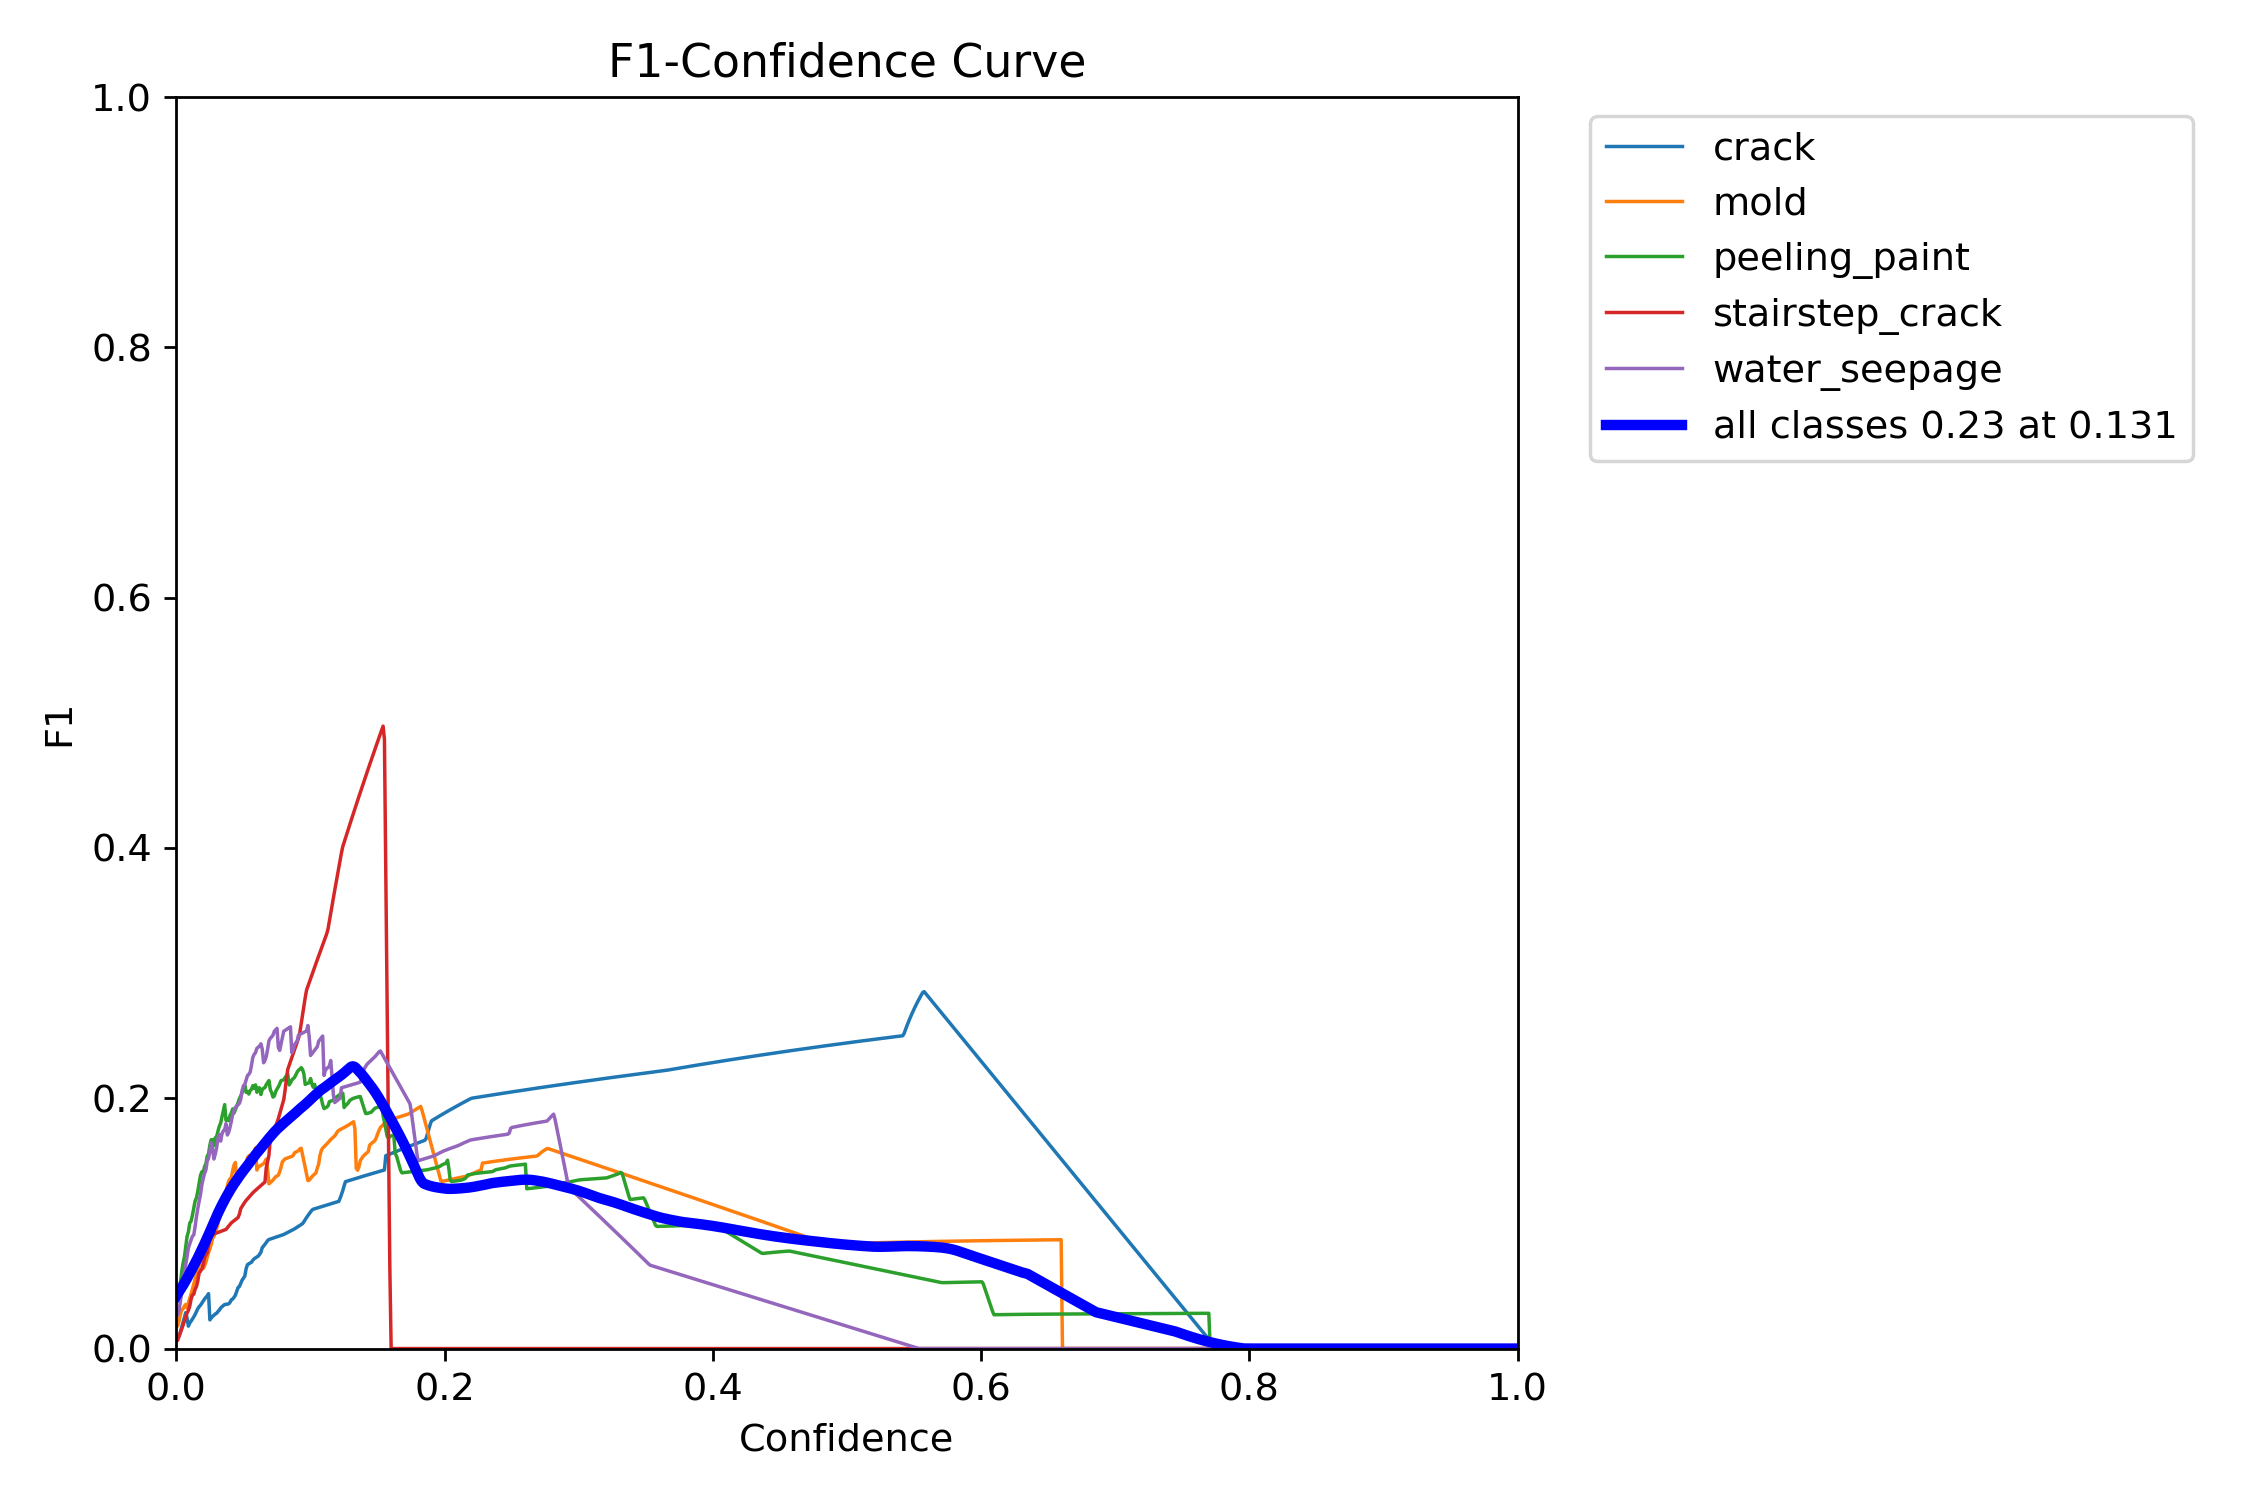 F1-Confidence Curve
1.0
0.8
0.6
0.4
0.2
0.0
F1
0.0 0.2 0.4 0.6 0.8 1.0
Confidence
crack
mold
peeling_paint
stairstep_crack
water_seepage
all classes 0.23 at 0.131